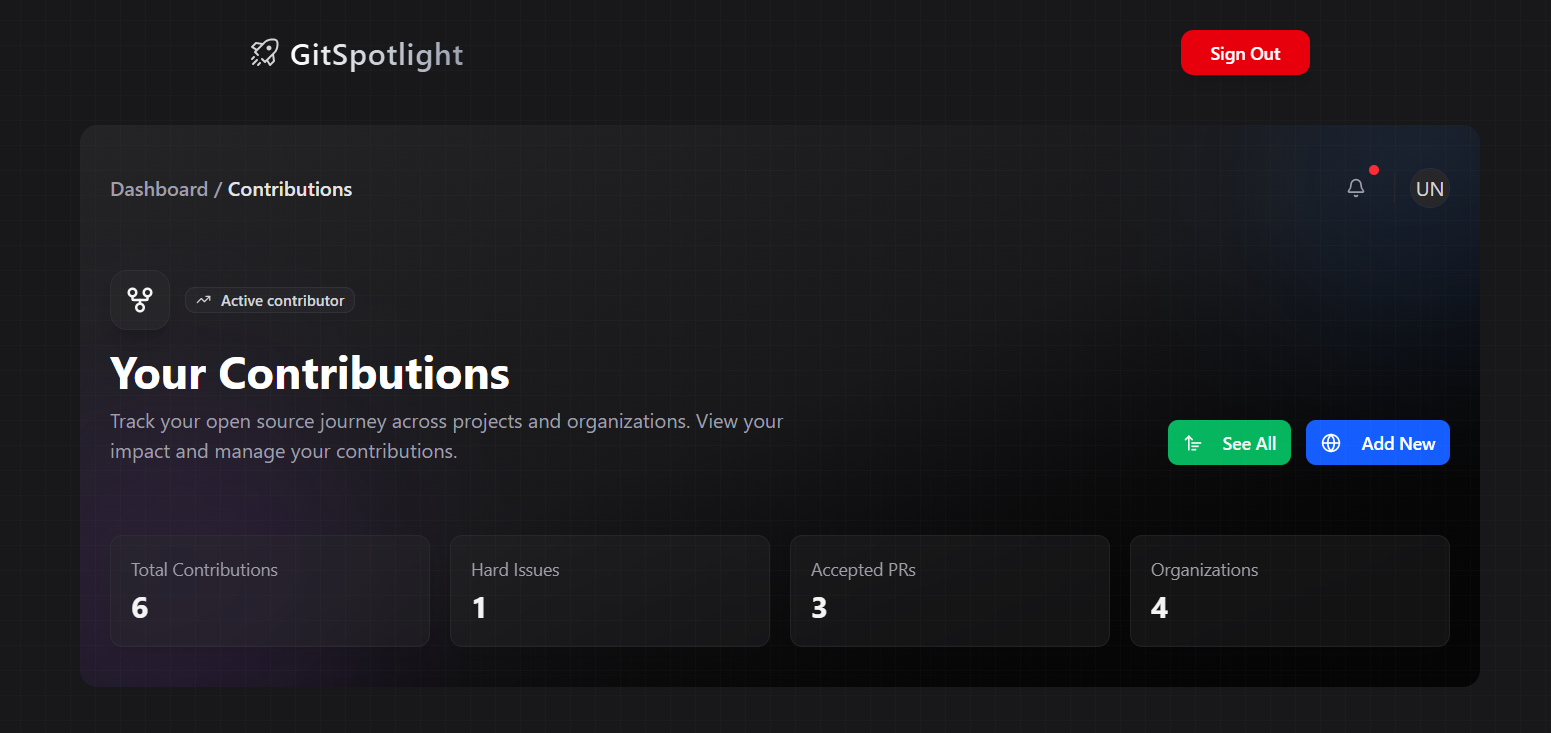 GitSpotlight
Sign Out
Dashboard / Contributions
UN
Active contributor
Your Contributions
Track your open source journey across projects and organizations. View your
impact and manage your contributions.
See All
Add New
Total Contributions
6
Hard Issues
1
Accepted PRs
3
Organizations
4